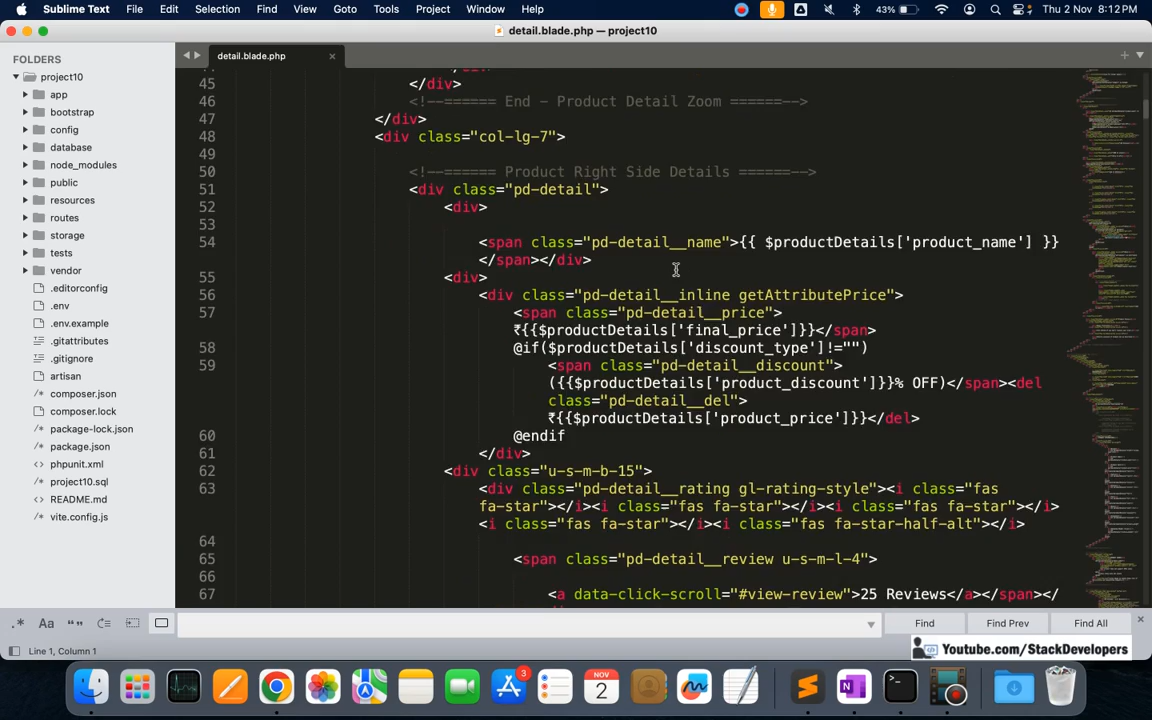 Sublime Text File Edit Selection Find View Goto Tools Project Window Help 43% Thu 2 Nov 8:12 PM
detail.blade.php — project10
FOLDERS
project10
app
bootstrap
config
database
node_modules
public
resources
routes
storage
tests
vendor
.editorconfig
.env
.env.example
.gitattributes
.gitignore
artisan
composer.json
composer.lock
package-lock.json
package.json
phpunit.xml
project10.sql
README.md
vite.config.js
detail.blade.php
45 </div>
46 <!--====== End - Product Detail Zoom ======-->
47 </div>
48 <div class="col-lg-7">
49
50 <!--====== Product Right Side Details ======-->
51 <div class="pd-detail">
52 <div>
53
54 <span class="pd-detail__name">{{ $productDetails['product_name'] }}
</span></div>
55 <div>
56 <div class="pd-detail__inline getAttributePrice">
57 <span class="pd-detail__price">
₹{{$productDetails['final_price']}}</span>
58 @if($productDetails['discount_type']!="")
59 <span class="pd-detail__discount">
({{$productDetails['product_discount']}}% OFF)</span><del
class="pd-detail__del">
₹{{$productDetails['product_price']}}</del>
60 @endif
61 </div>
62 <div class="u-s-m-b-15">
63 <div class="pd-detail__rating gl-rating-style"><i class="fas
fa-star"></i><i class="fas fa-star"></i><i class="fas fa-star"></i>
<i class="fas fa-star"></i><i class="fas fa-star-half-alt"></i>
64
65 <span class="pd-detail__review u-s-m-l-4">
66
67 <a data-click-scroll="#view-review">25 Reviews</a></span></
Find Find Prev Find All
Line 1, Column 1
Youtube.com/StackDevelopers
3
NOV
2